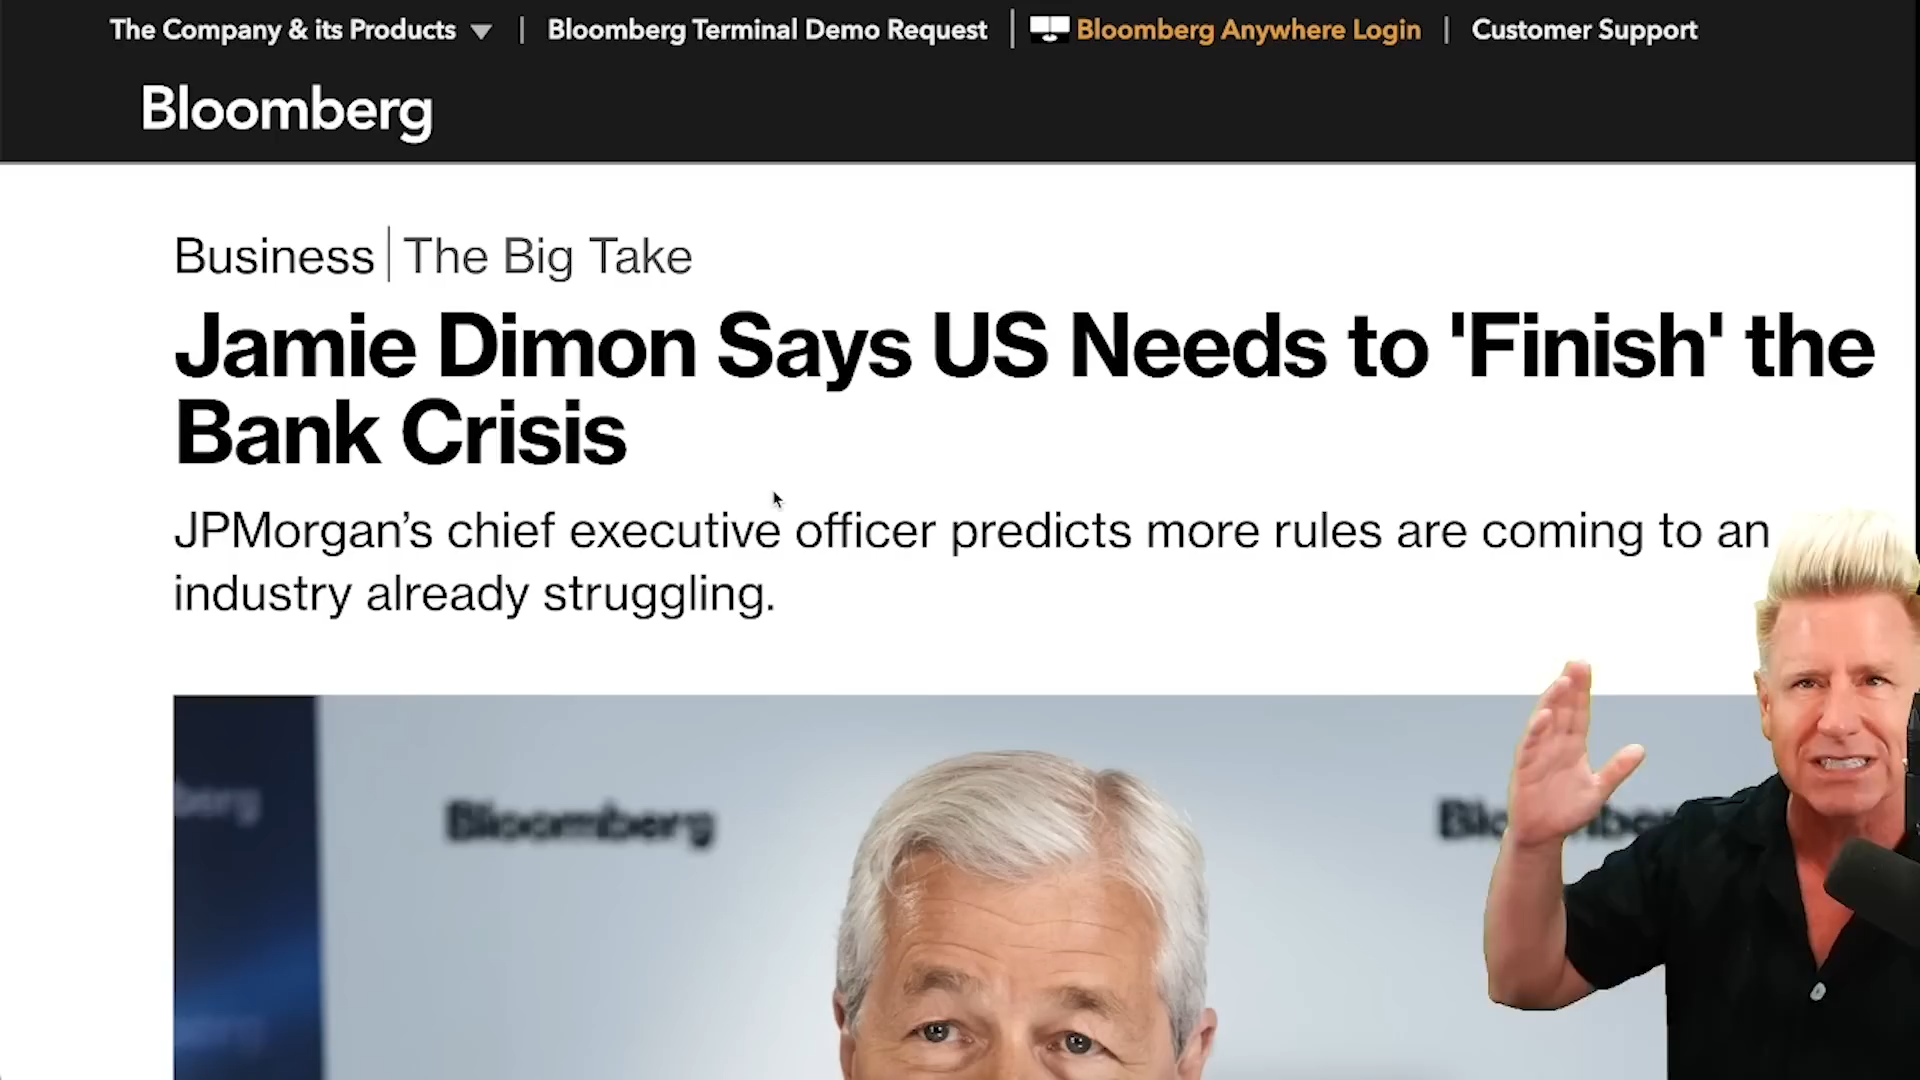 The Company & its Products ▼ | Bloomberg Terminal Demo Request | Bloomberg Anywhere Login | Customer Support
Bloomberg
Business | The Big Take
Jamie Dimon Says US Needs to 'Finish' the
Bank Crisis
JPMorgan’s chief executive officer predicts more rules are coming to an
industry already struggling.
berg
Bloomberg